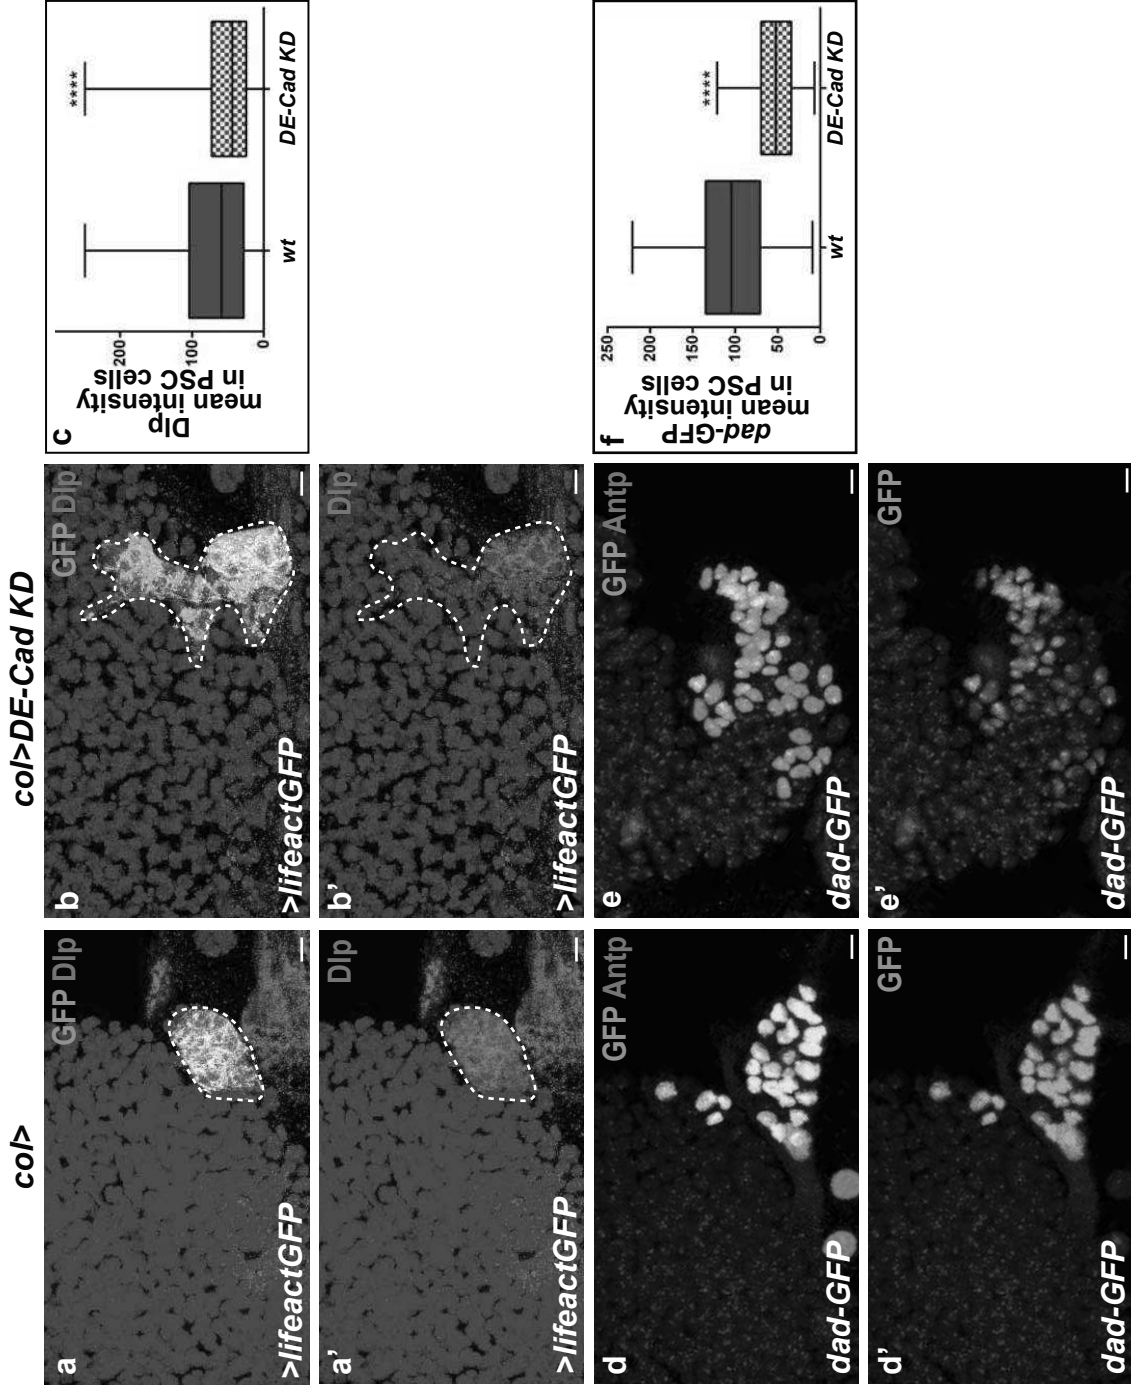 col>
col>DE-Cad KD
a
GFP Dlp
>lifeactGFP
b
GFP Dlp
>lifeactGFP
c
Dlp
mean intensity
in PSC cells
200
100
0
****
wt
DE-Cad KD
a'
Dlp
>lifeactGFP
b'
Dlp
>lifeactGFP
d
GFP Antp
dad-GFP
e
GFP Antp
dad-GFP
f
dad-GFP
mean intensity
in PSC cells
250
200
150
100
50
0
****
wt
DE-Cad KD
d'
GFP
dad-GFP
e'
GFP
dad-GFP